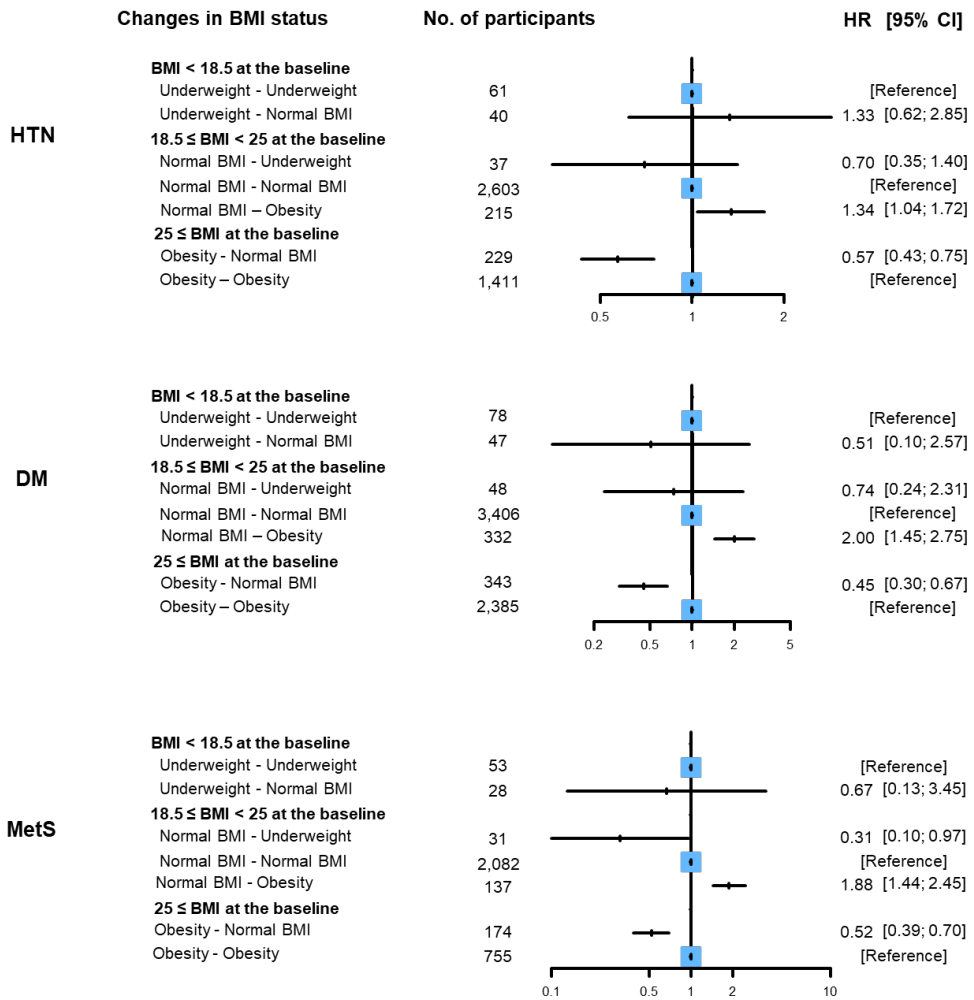 Changes in BMI status No. of participants HR [95% CI]
HTN
BMI < 18.5 at the baseline
Underweight - Underweight 61 [Reference]
Underweight - Normal BMI 40 1.33 [0.62; 2.85]
18.5 ≤ BMI < 25 at the baseline
Normal BMI - Underweight 37 0.70 [0.35; 1.40]
Normal BMI - Normal BMI 2,603 [Reference]
Normal BMI – Obesity 215 1.34 [1.04; 1.72]
25 ≤ BMI at the baseline
Obesity - Normal BMI 229 0.57 [0.43; 0.75]
Obesity – Obesity 1,411 [Reference]
0.5 1 2
DM
BMI < 18.5 at the baseline
Underweight - Underweight 78 [Reference]
Underweight - Normal BMI 47 0.51 [0.10; 2.57]
18.5 ≤ BMI < 25 at the baseline
Normal BMI - Underweight 48 0.74 [0.24; 2.31]
Normal BMI - Normal BMI 3,406 [Reference]
Normal BMI – Obesity 332 2.00 [1.45; 2.75]
25 ≤ BMI at the baseline
Obesity - Normal BMI 343 0.45 [0.30; 0.67]
Obesity – Obesity 2,385 [Reference]
0.2 0.5 1 2 5
MetS
BMI < 18.5 at the baseline
Underweight - Underweight 53 [Reference]
Underweight - Normal BMI 28 0.67 [0.13; 3.45]
18.5 ≤ BMI < 25 at the baseline
Normal BMI - Underweight 31 0.31 [0.10; 0.97]
Normal BMI - Normal BMI 2,082 [Reference]
Normal BMI - Obesity 137 1.88 [1.44; 2.45]
25 ≤ BMI at the baseline
Obesity - Normal BMI 174 0.52 [0.39; 0.70]
Obesity - Obesity 755 [Reference]
0.1 0.5 1 2 10